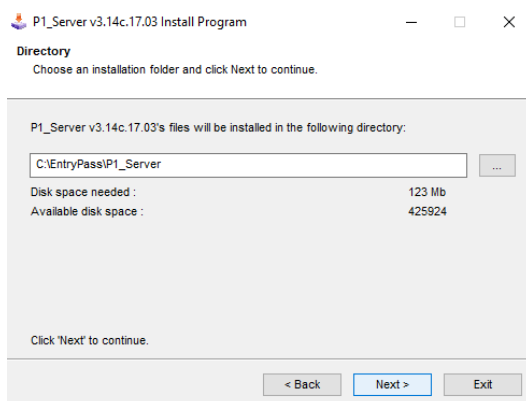 P1_Server v3.14c.17.03 Install Program
Directory
Choose an installation folder and click Next to continue.
P1_Server v3.14c.17.03's files will be installed in the following directory:
C:\EntryPass\P1_Server
...
Disk space needed : 123 Mb
Available disk space : 425924
Click 'Next' to continue.
< Back Next > Exit